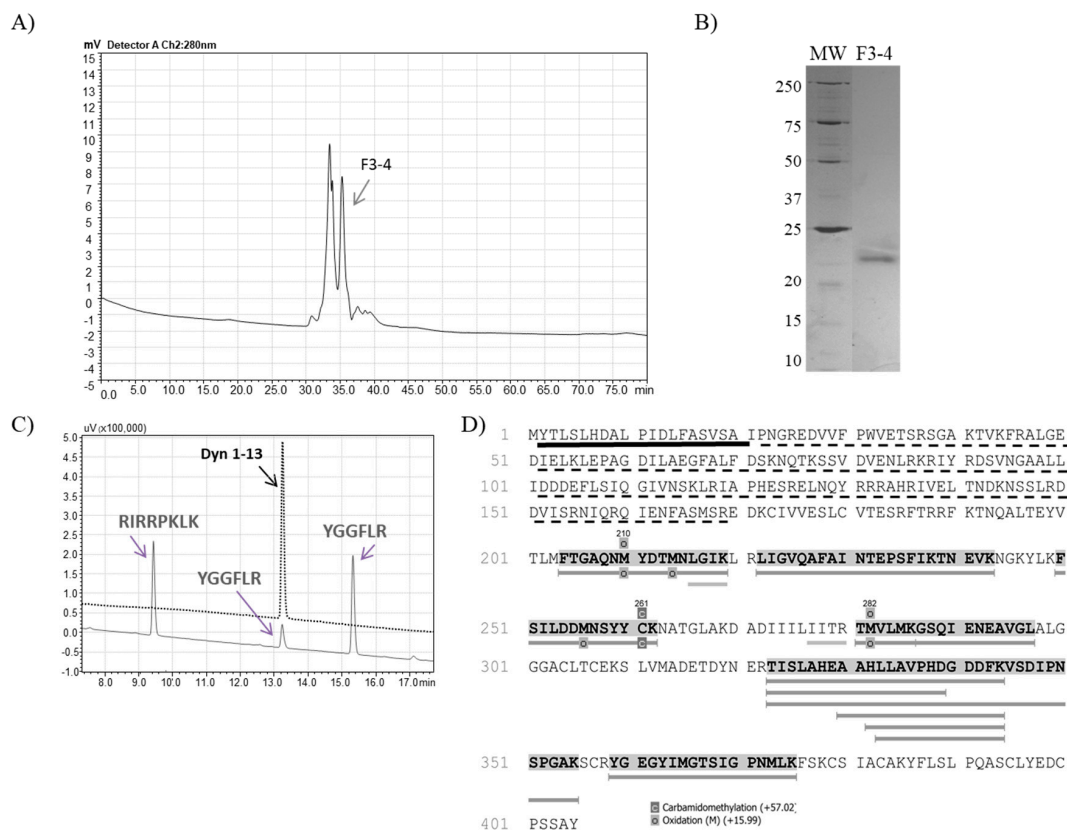 A)
mV Detector A Ch2:280nm
15
14
13
12
11
10
9
8
7
6
5
4
3
2
1
0
-1
-2
-3
-4
-5
F3-4
0.0 5.0 10.0 15.0 20.0 25.0 30.0 35.0 40.0 45.0 50.0 55.0 60.0 65.0 70.0 75.0 min
B)
MW F3-4
250
75
50
37
25
20
15
10
C)
uV (x100,000)
5.0
4.5
4.0
3.5
3.0
2.5
2.0
1.5
1.0
0.5
0.0
-0.5
-1.0
Dyn 1-13
RIRRPKLK
YGGFLR
YGGFLR
8.0 9.0 10.0 11.0 12.0 13.0 14.0 15.0 16.0 17.0 min
D)
1 MYTLSLHDAL PIDLFASVSA IPNGREDVVF PWVETSRSGA KTVKFRALGE
51 DIELKLEPAG DILAEGFALF DSKNQTKSSV DVENLRKRIY RDSVNGAALL
101 IDDDEFLSIQ GIVNSKLRIA PHESRELNQY RRRAHRIVEL TNDKNSSLRD
151 DVISRNIQRQ IENFASMSRE DKCIVVESLC VTESRFTRRF KTNQALTEYV
210
O
201 TLMFTGAQNM YDTMNLGIK LR LIGVQAFAI NTEPSFIKTN EVKNGKYLKF
O O
261 282
C O
251 SILDDMNSYY CKNATGLAKD ADIIILIITR TMVLMKGSQI ENEAVGLALG
O C O
301 GGACLTCEKS LVMADETDYN ERTISLAHEA AHLLAVPHDG DDFKVSDIPN
351 SPGAKSCRYG EGYIMGTSIG PNMLKFSKCS IACAKYFLSL PQASCLYEDC
C Carbamidomethylation (+57.02)
O Oxidation (M) (+15.99)
401 PSSAY